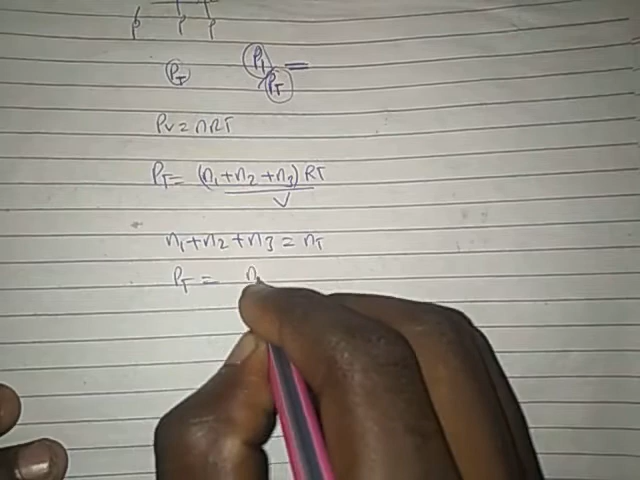 P P P
P_T P_1/P_T =
PV = nRT
P_T = (n_1 + n_2 + n_3) RT / V
n_1 + n_2 + n_3 = n_T
P_T = n